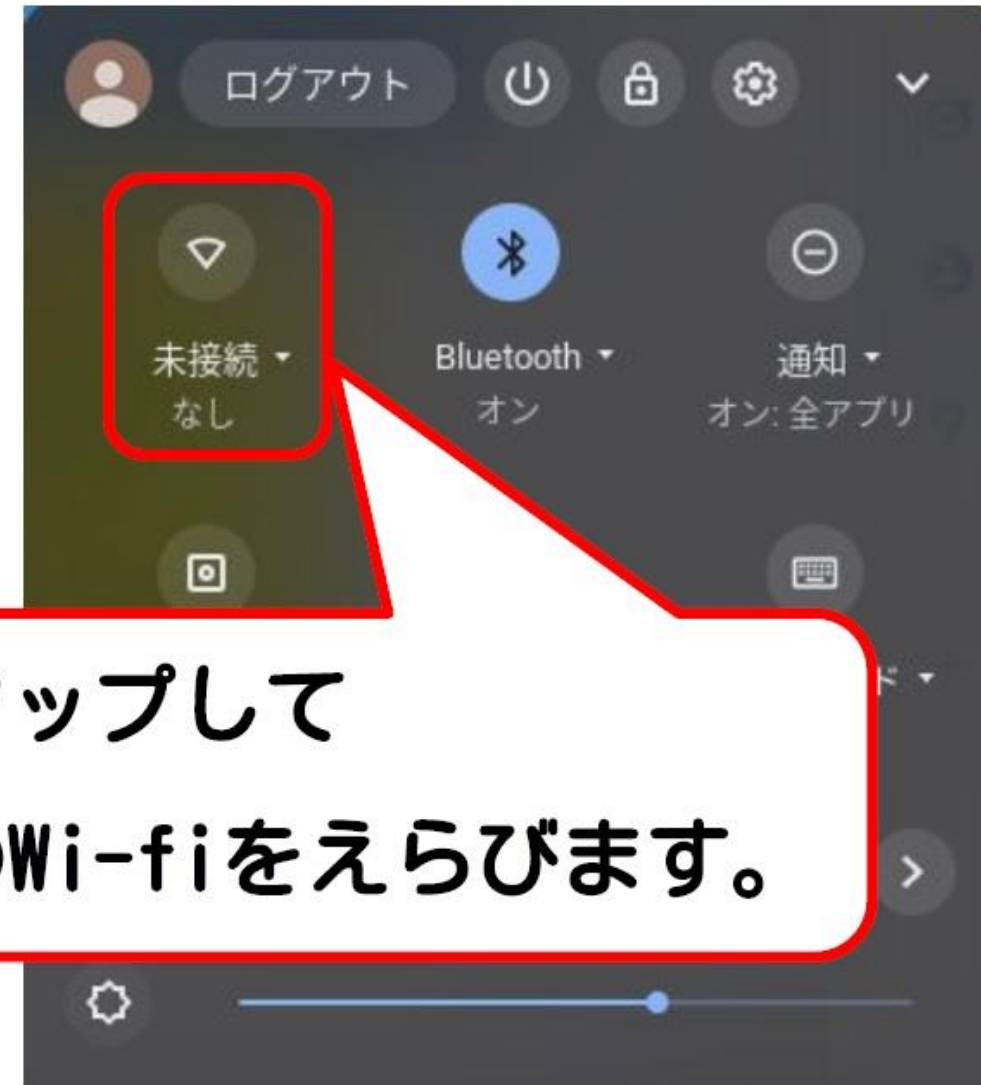 ログアウト
未接続
なし
Bluetooth
オン
通知
オン: 全アプリ
ップして
Wi-fiをえらびます。
ド